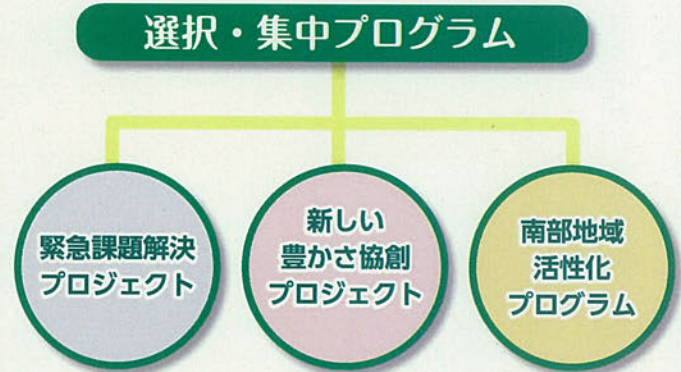 選択・集中プログラム
緊急課題解決
プロジェクト
新しい
豊かさ協創
プロジェクト
南部地域
活性化
プログラム